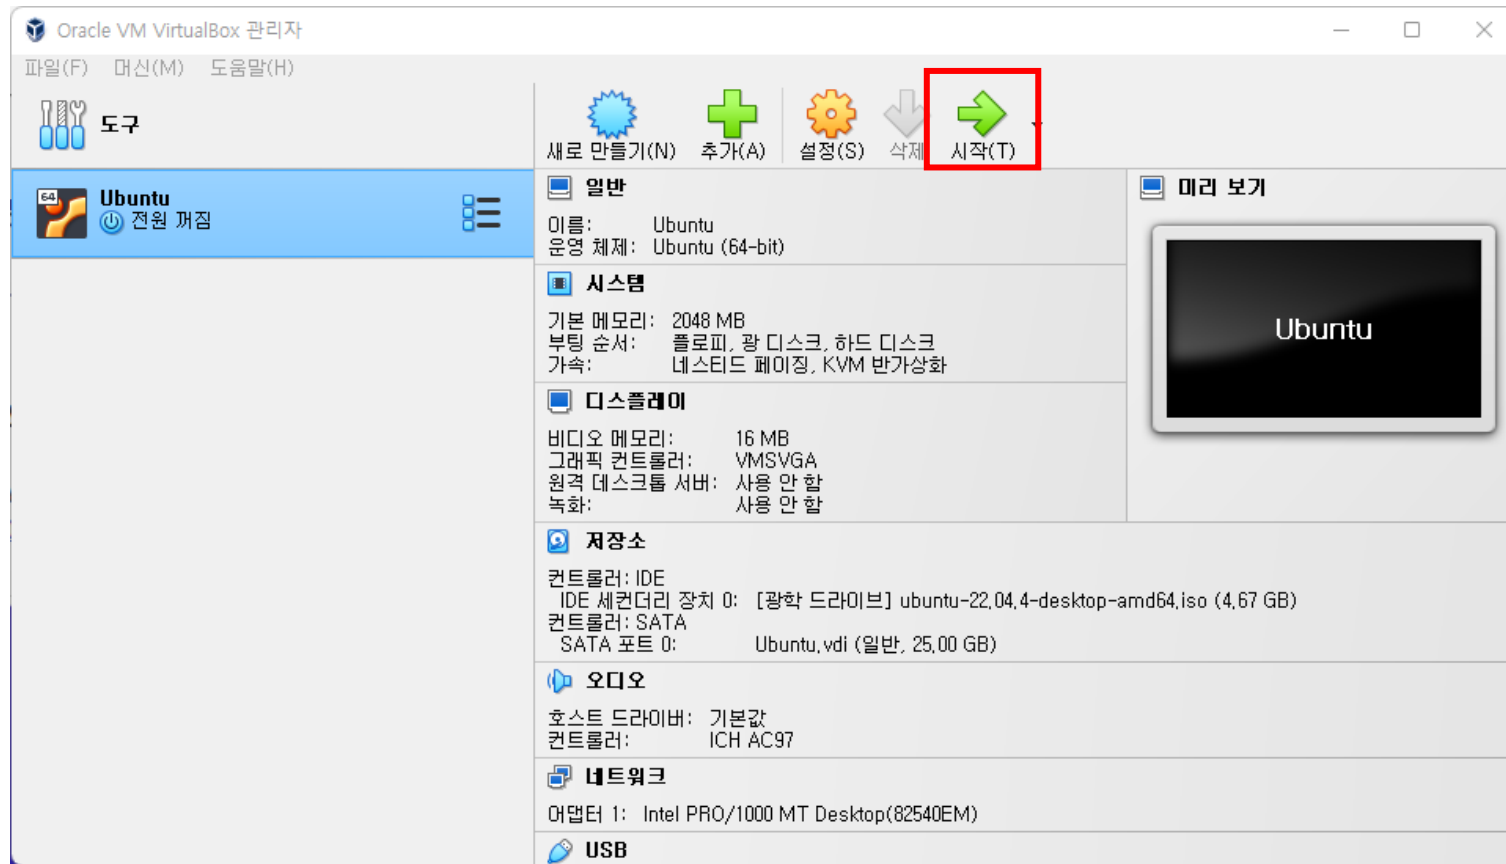 Oracle VM VirtualBox 관리자
파일(F) 머신(M) 도움말(H)
도구
새로 만들기(N) 추가(A) 설정(S) 삭제 시작(T)
64
Ubuntu
전원 꺼짐
일반
이름: Ubuntu
운영 체제: Ubuntu (64-bit)
시스템
기본 메모리: 2048 MB
부팅 순서: 플로피, 광 디스크, 하드 디스크
가속: 네스티드 페이징, KVM 반가상화
디스플레이
비디오 메모리: 16 MB
그래픽 컨트롤러: VMSVGA
원격 데스크톱 서버: 사용 안 함
녹화: 사용 안 함
미리 보기
Ubuntu
저장소
컨트롤러: IDE
IDE 세컨더리 장치 0: [광학 드라이브] ubuntu-22.04.4-desktop-amd64.iso (4.67 GB)
컨트롤러: SATA
SATA 포트 0: Ubuntu.vdi (일반, 25.00 GB)
오디오
호스트 드라이버: 기본값
컨트롤러: ICH AC97
네트워크
어댑터 1: Intel PRO/1000 MT Desktop(82540EM)
USB